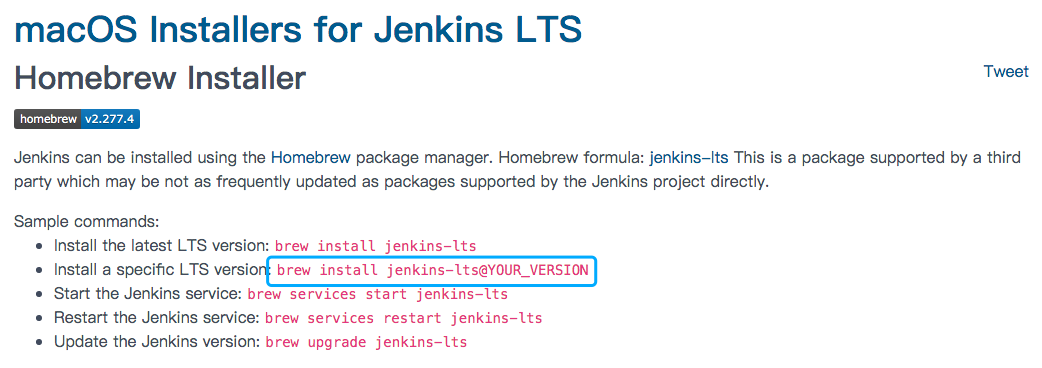 macOS Installers for Jenkins LTS
Homebrew Installer
Tweet
homebrew v2.277.4
Jenkins can be installed using the Homebrew package manager. Homebrew formula: jenkins-lts This is a package supported by a third
party which may be not as frequently updated as packages supported by the Jenkins project directly.
Sample commands:
• Install the latest LTS version: brew install jenkins-lts
• Install a specific LTS version: brew install jenkins-lts@YOUR_VERSION
• Start the Jenkins service: brew services start jenkins-lts
• Restart the Jenkins service: brew services restart jenkins-lts
• Update the Jenkins version: brew upgrade jenkins-lts